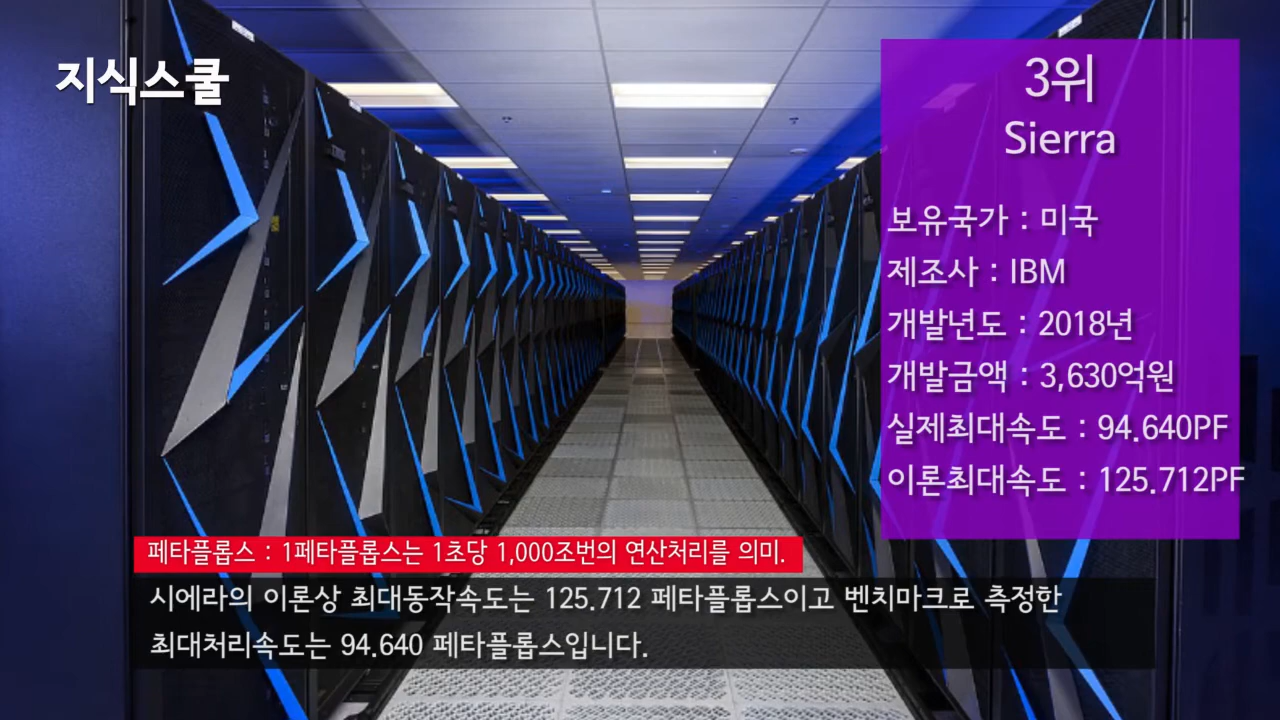 지식스쿨
3위
Sierra
보유국가 : 미국
제조사 : IBM
개발년도 : 2018년
개발금액 : 3,630억원
실제최대속도 : 94.640PF
이론최대속도 : 125.712PF
페타플롭스 : 1페타플롭스는 1초당 1,000조번의 연산처리를 의미.
시에라의 이론상 최대동작속도는 125.712 페타플롭스이고 벤치마크로 측정한
최대처리속도는 94.640 페타플롭스입니다.